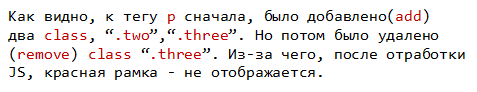 Как видно, к тегу p сначала, было добавлено(add)
два class, “.two”,“.three”. Но потом было удалено
(remove) class “.three”. Из-за чего, после отработки
JS, красная рамка - не отображается.